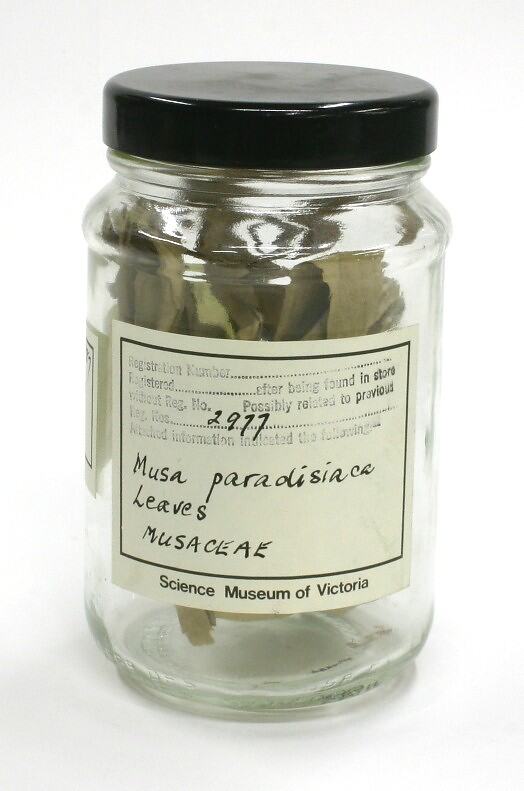 Registration Number..............................
Registered....................after being found in store
without Reg. No. Possibly related to previous
Reg. Nos.......2977..............................
Attached information indicated the following:
Musa paradisiaca
Leaves
MUSACEAE
Science Museum of Victoria